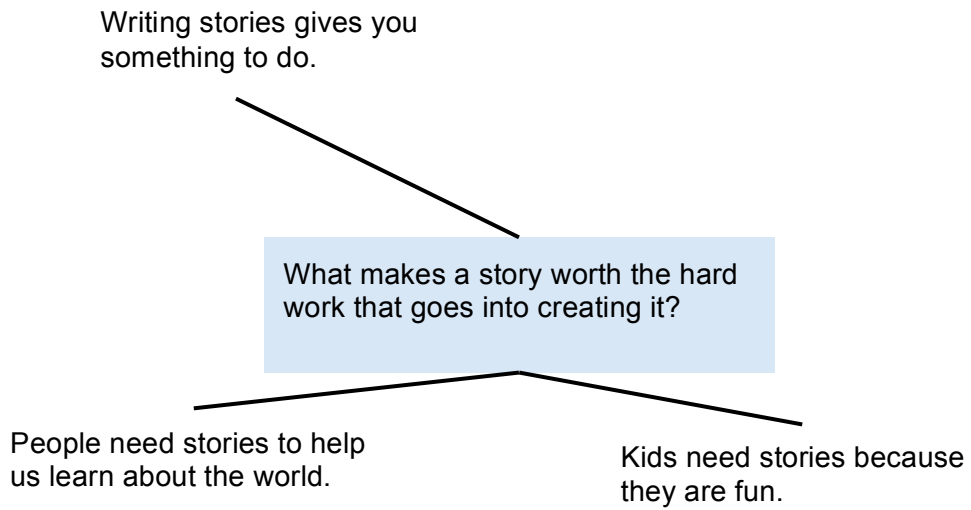 Writing stories gives you
something to do.
What makes a story worth the hard
work that goes into creating it?
People need stories to help
us learn about the world.
Kids need stories because
they are fun.